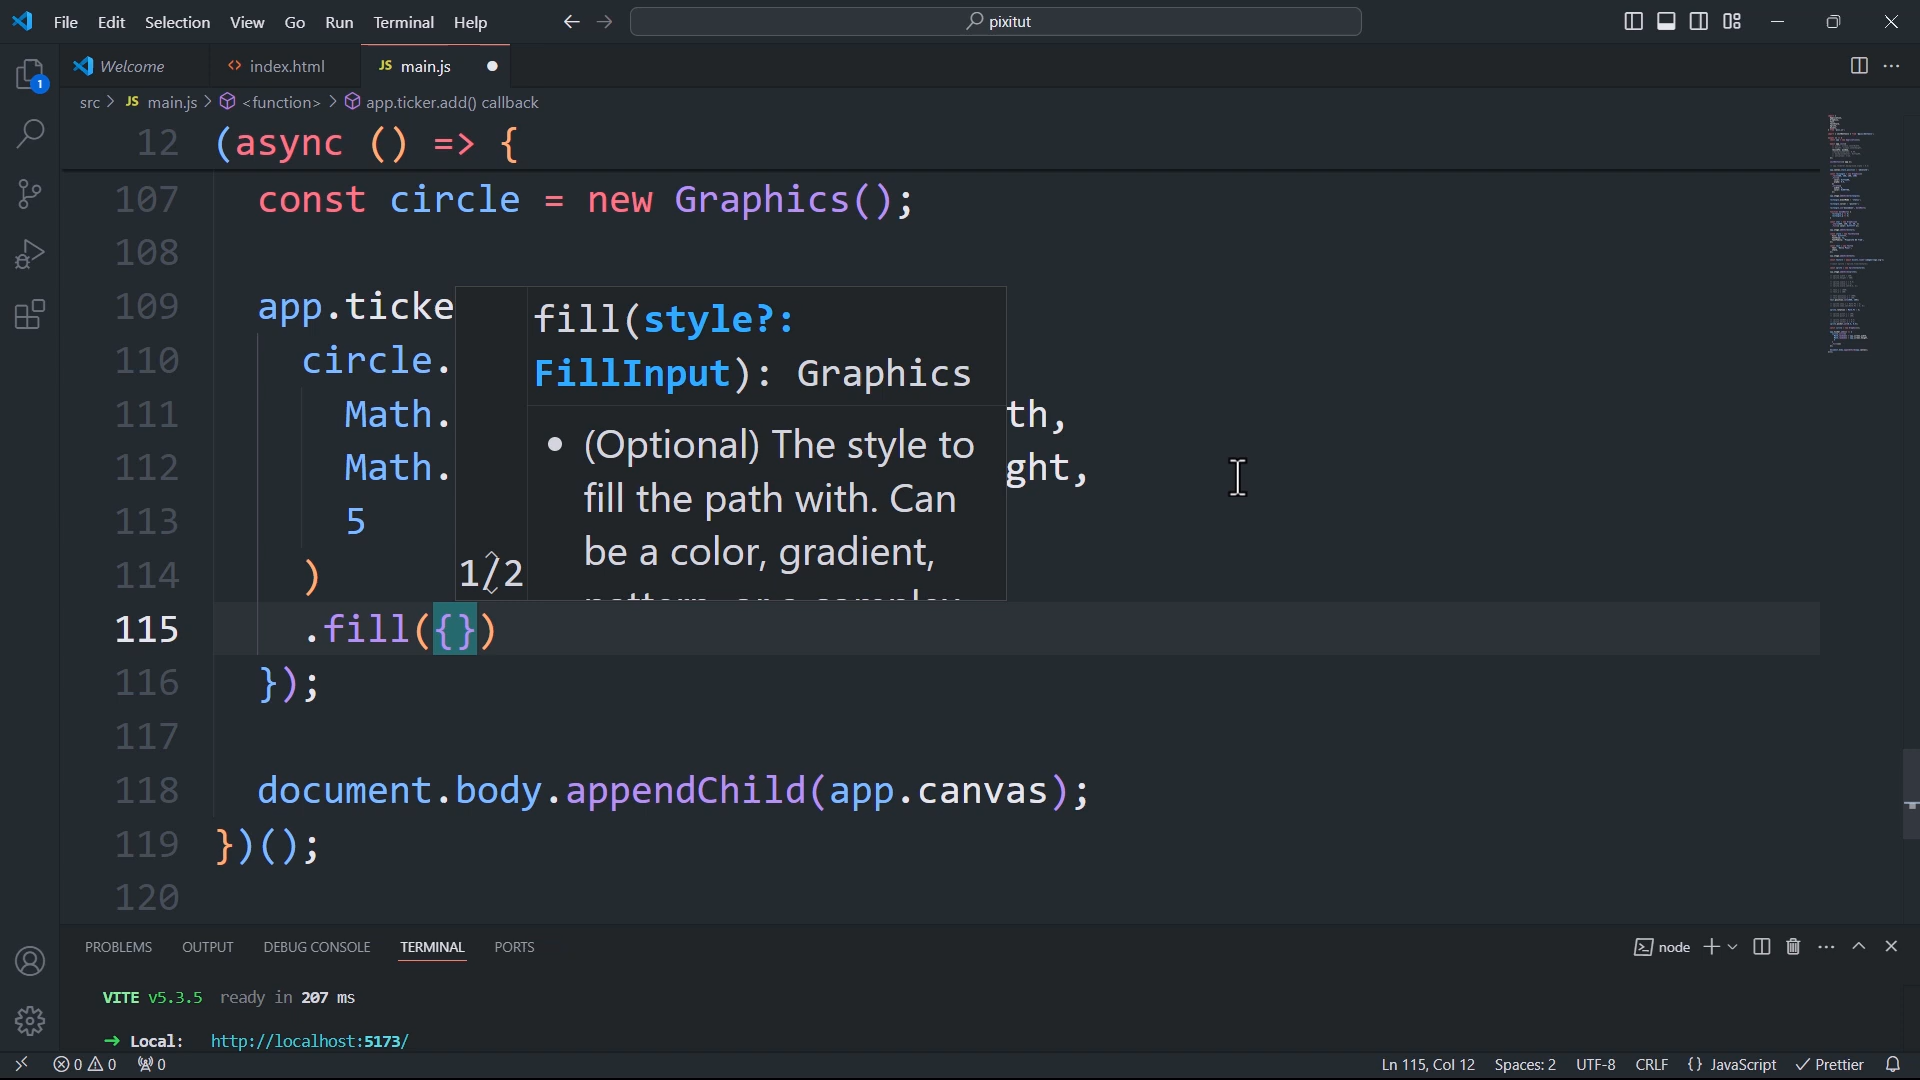 File Edit Selection View Go Run Terminal Help
pixitut
Welcome index.html JS main.js
src > JS main.js > <function> > app.ticker.add() callback
12 (async () => {
107 const circle = new Graphics();
108
109 app.ticke
110 circle.
111 Math. th,
112 Math. ght,
113 5
114 )
115 .fill({})
116 });
117
118 document.body.appendChild(app.canvas);
119 })();
120
fill(style?:
FillInput): Graphics
• (Optional) The style to
fill the path with. Can
be a color, gradient,
1/2
1
PROBLEMS OUTPUT DEBUG CONSOLE TERMINAL PORTS
node
VITE v5.3.5 ready in 207 ms
➜ Local: http://localhost:5173/
0 0 0
Ln 115, Col 12 Spaces: 2 UTF-8 CRLF {} JavaScript Prettier